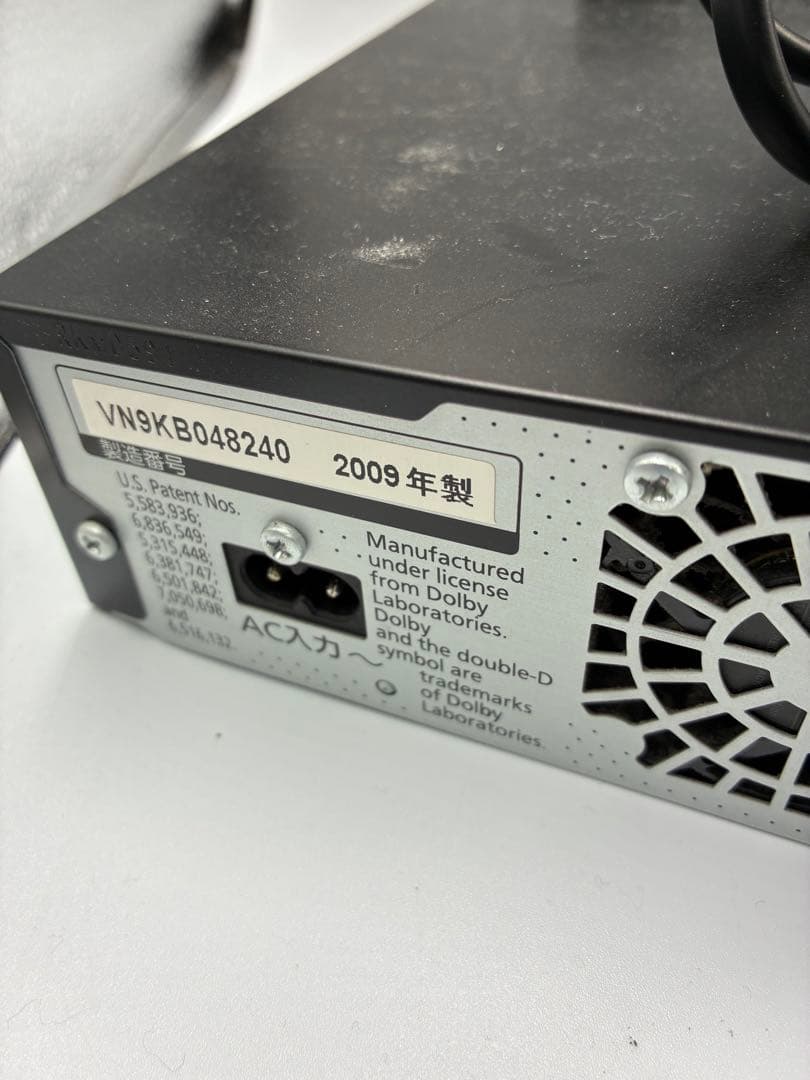 VN9KB048240 2009年製
製造番号
U.S. Patent Nos.
5,583,936;
6,836,549;
5,315,448;
6,381,747;
6,501,842;
7,050,698;
and
6,516,132.
AC入力～
Manufactured
under license
from Dolby
Laboratories.
Dolby
and the double-D
symbol are
trademarks
of Dolby
Laboratories.